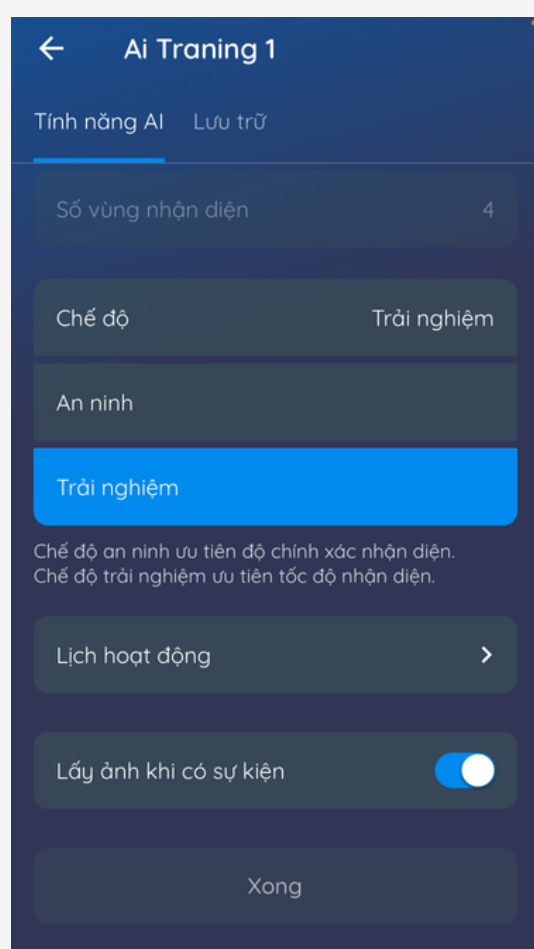 Ai Traning 1
Tính năng AI Lưu trữ
Số vùng nhận diện 4
Chế độ Trải nghiệm
An ninh
Trải nghiệm
Chế độ an ninh ưu tiên độ chính xác nhận diện.
Chế độ trải nghiệm ưu tiên tốc độ nhận diện.
Lịch hoạt động
Lấy ảnh khi có sự kiện
Xong